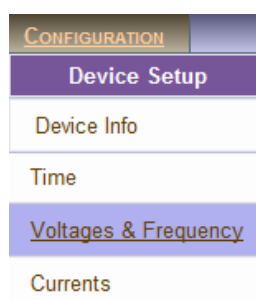 CONFIGURATION
Device Setup
Device Info
Time
Voltages & Frequency
Currents